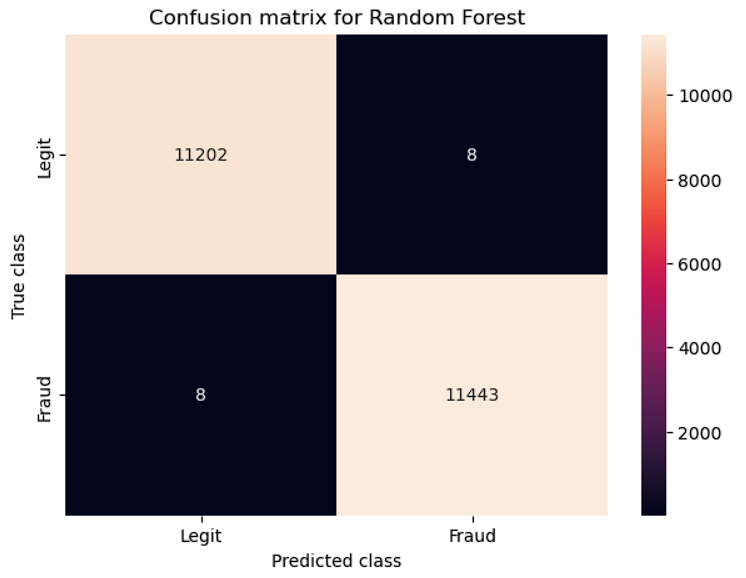 Confusion matrix for Random Forest
11202
8
8
11443
Legit
Fraud
True class
Legit
Fraud
Predicted class
10000
8000
6000
4000
2000